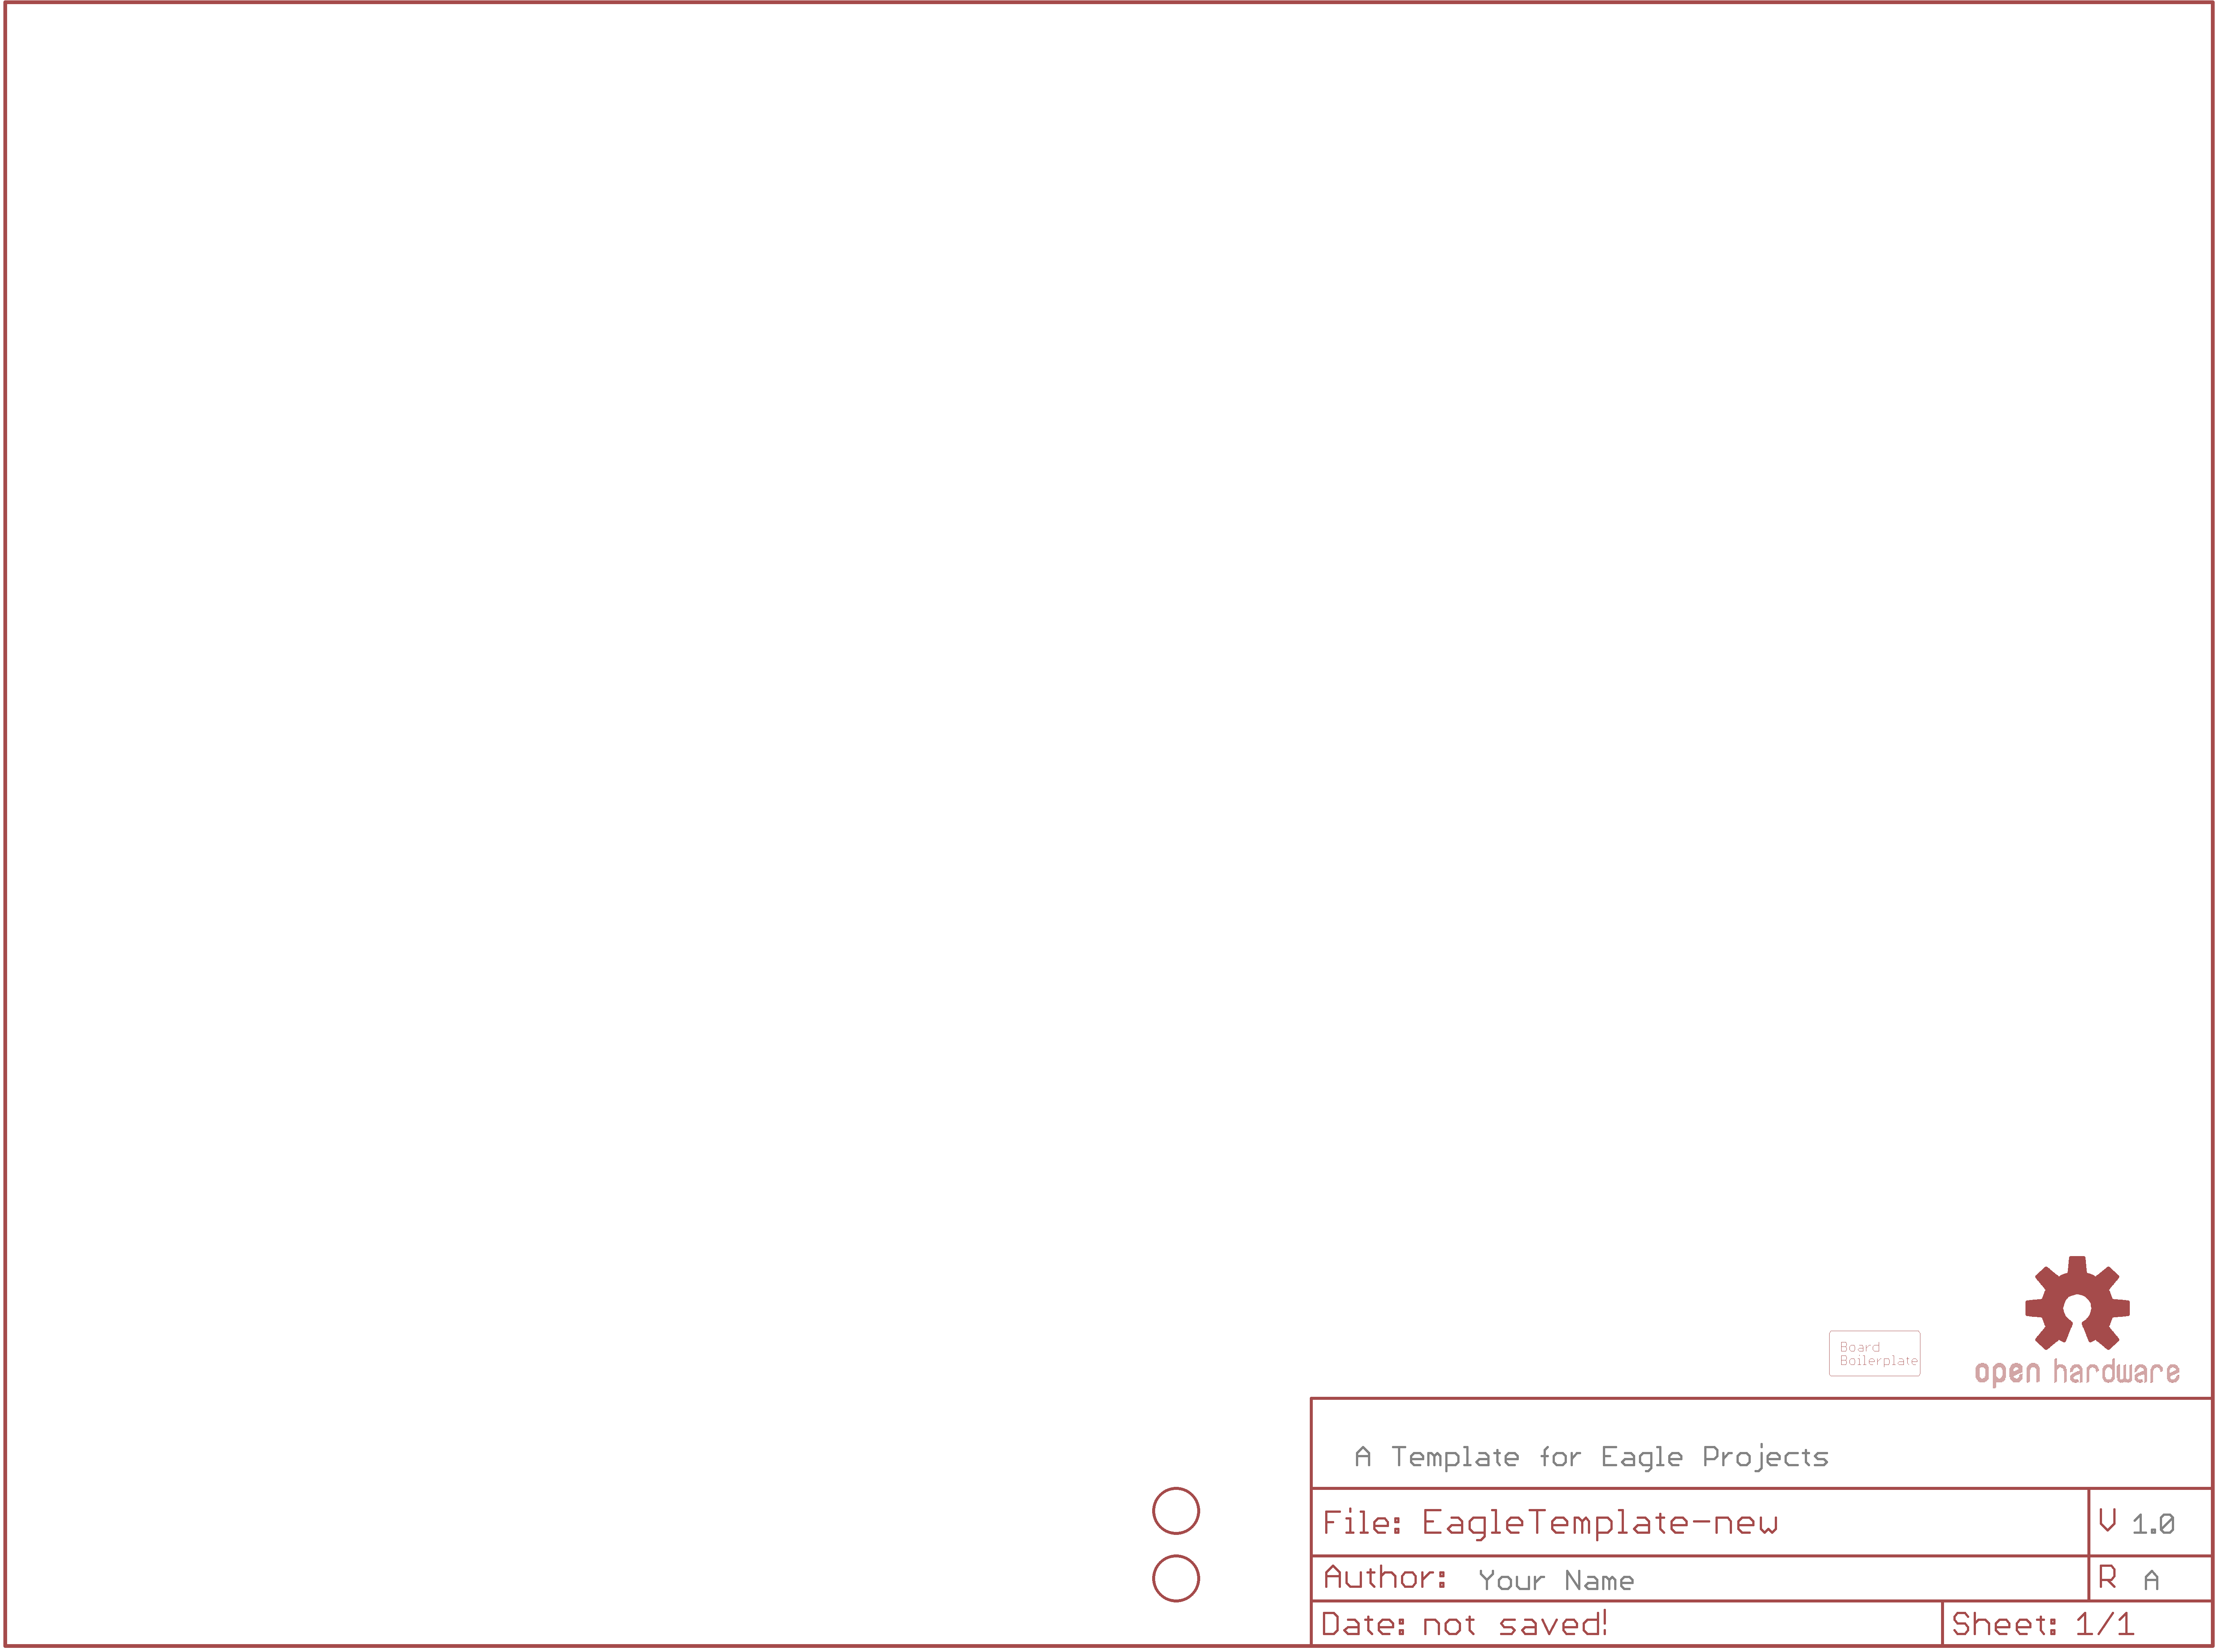 Board
Boilerplate
open hardware
A Template for Eagle Projects
File: EagleTemplate-new
V 1.0
Author: Your Name
R A
Date: not saved!
Sheet: 1/1